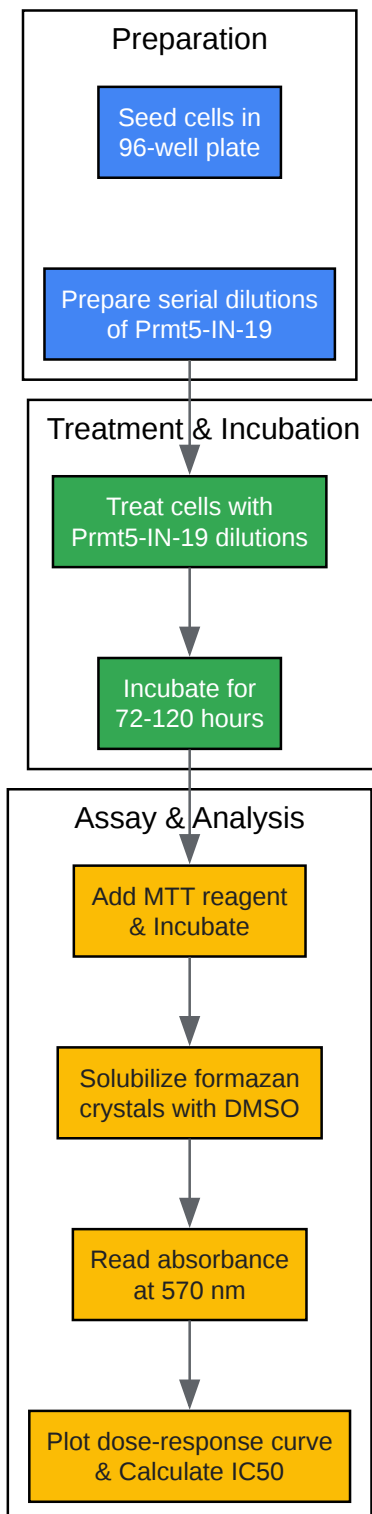 Preparation
Seed cells in
96-well plate
Prepare serial dilutions
of Prmt5-IN-19
Treatment & Incubation
Treat cells with
Prmt5-IN-19 dilutions
Incubate for
72-120 hours
Assay & Analysis
Add MTT reagent
& Incubate
Solubilize formazan
crystals with DMSO
Read absorbance
at 570 nm
Plot dose-response curve
& Calculate IC50